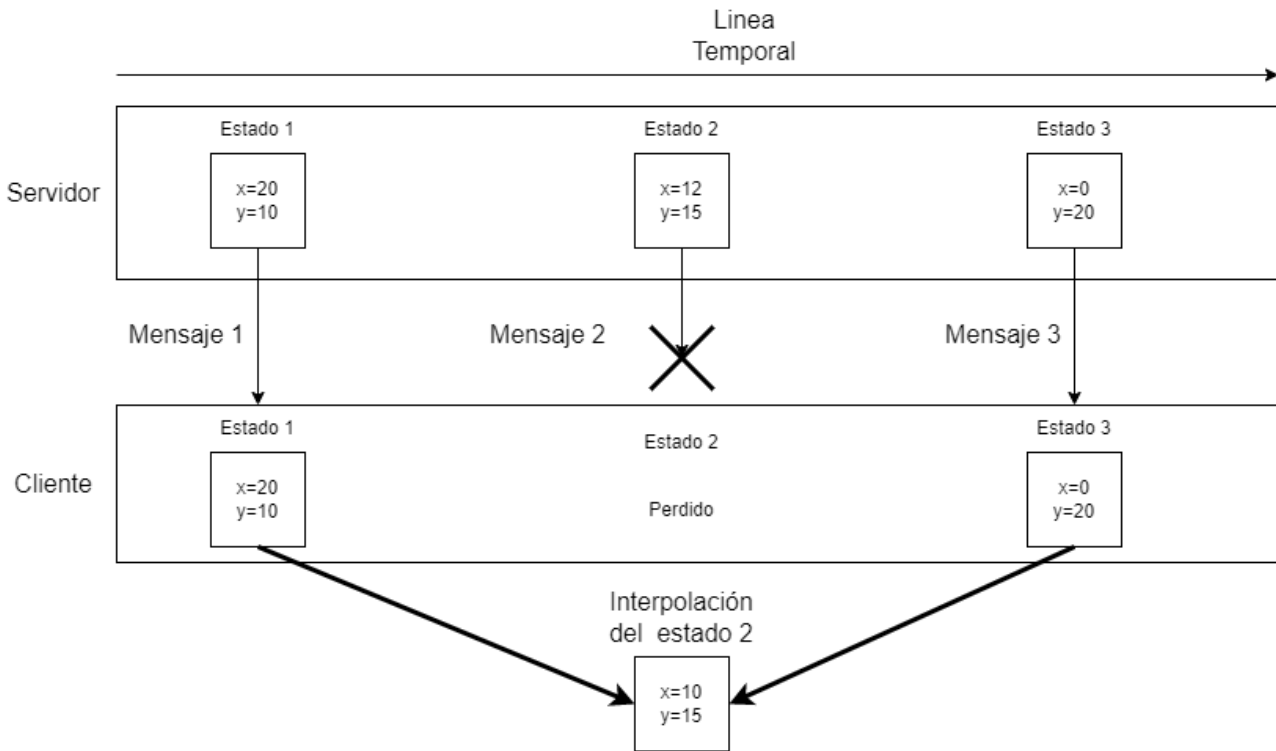 Linea
Temporal
Estado 1
Estado 2
Estado 3
Servidor
x=20
y=10
x=12
y=15
x=0
y=20
Mensaje 1
Mensaje 2
Mensaje 3
Estado 1
Estado 2
Estado 3
Cliente
x=20
y=10
Perdido
x=0
y=20
Interpolación
del estado 2
x=10
y=15